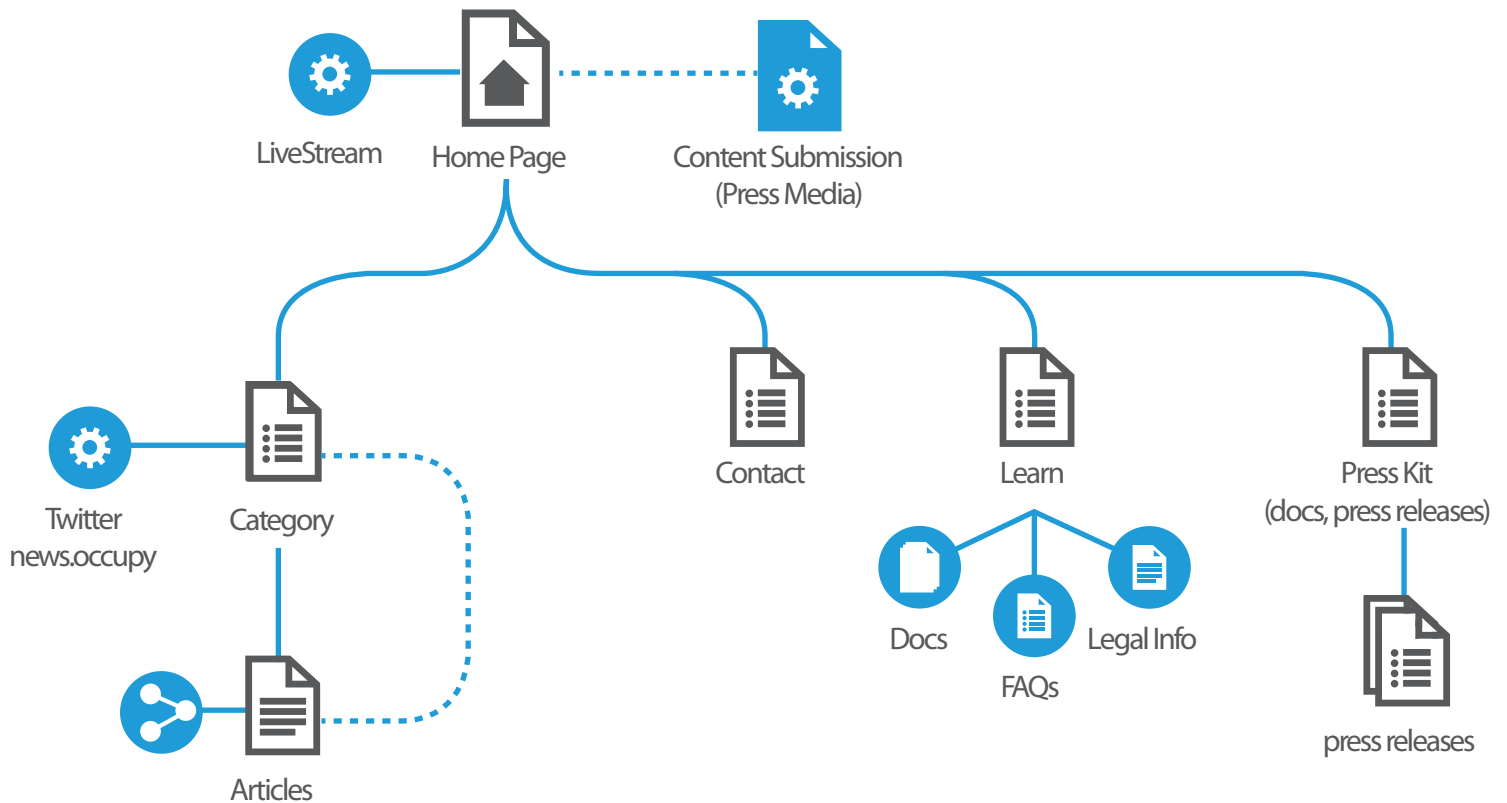 LiveStream
Home Page
Content Submission
(Press Media)
Contact
Learn
Press Kit
(docs, press releases)
Twitter
news.occupy
Category
Docs
FAQs
Legal Info
press releases
Articles